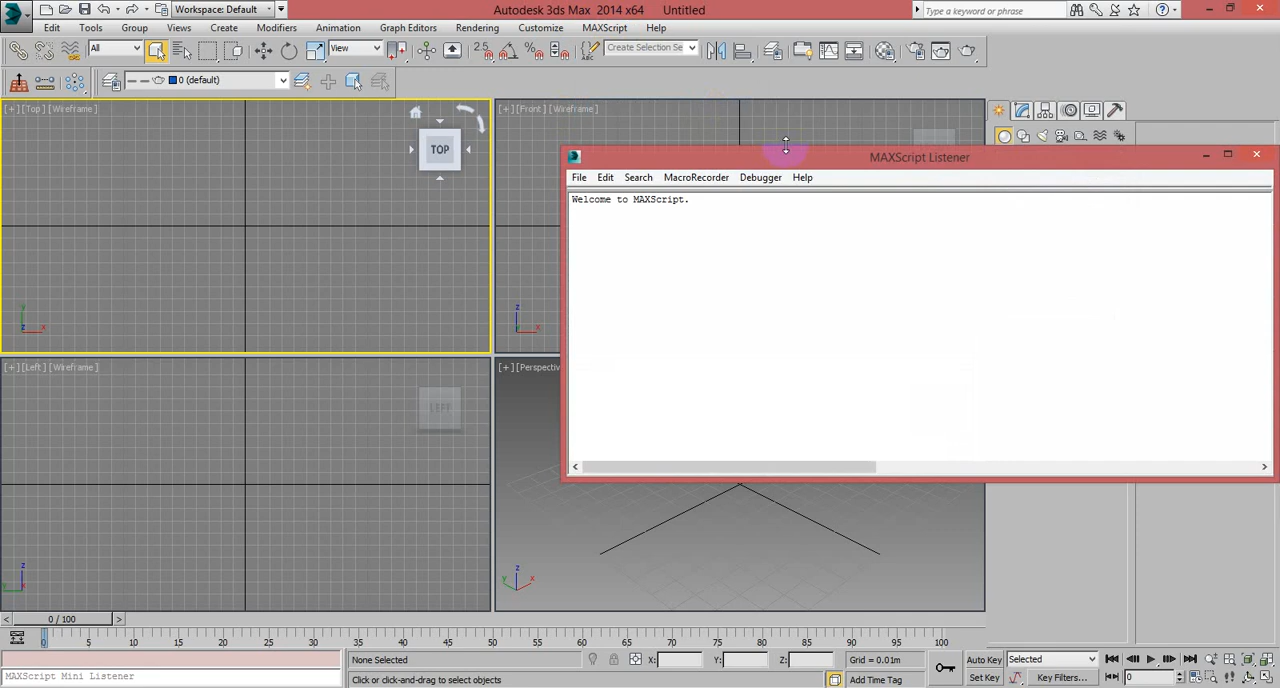 Autodesk 3ds Max 2014 x64 Untitled
Workspace: Default
Type a keyword or phrase
Edit Tools Group Views Create Modifiers Animation Graph Editors Rendering Customize MAXScript Help
All
View
2.5
Create Selection Se
0 (default)
[+] [Top] [Wireframe]
[+] [Front] [Wireframe]
TOP
MAXScript Listener
File Edit Search MacroRecorder Debugger Help
Welcome to MAXScript.
[+] [Left] [Wireframe]
[+] [Perspectiv
LEFT
y z x
z x
z y
z y x
0 / 100
0 5 10 15 20 25 30 35 40 45 50 55 60 65 70 75 80 85 90 95 100
None Selected
X: Y: Z:
Grid = 0.01m
Auto Key
Selected
MAXScript Mini Listener
Click or click-and-drag to select objects
Add Time Tag
Set Key
Key Filters...
0